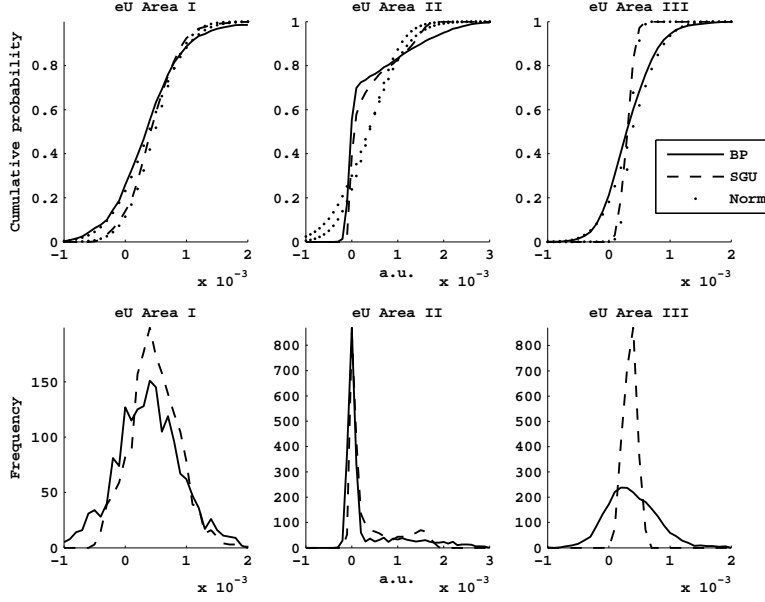 eU Area I
eU Area II
eU Area III
Cumulative probability
0.8
0.6
0.4
0.2
0
-1 0 1 2
x 10⁻³
0.8
0.6
0.4
0.2
0
-1 0 1 2 3
a.u.
x 10⁻³
1
0.8
0.6
0.4
0.2
0
-1 0 1 2
x 10⁻³
BP
SGU
Norm
eU Area I
eU Area II
eU Area III
Frequency
150
100
50
0
-1 0 1 2
x 10⁻³
800
700
600
500
400
300
200
100
0
-1 0 1 2 3
a.u.
x 10⁻³
800
700
600
500
400
300
200
100
0
-1 0 1 2
x 10⁻³